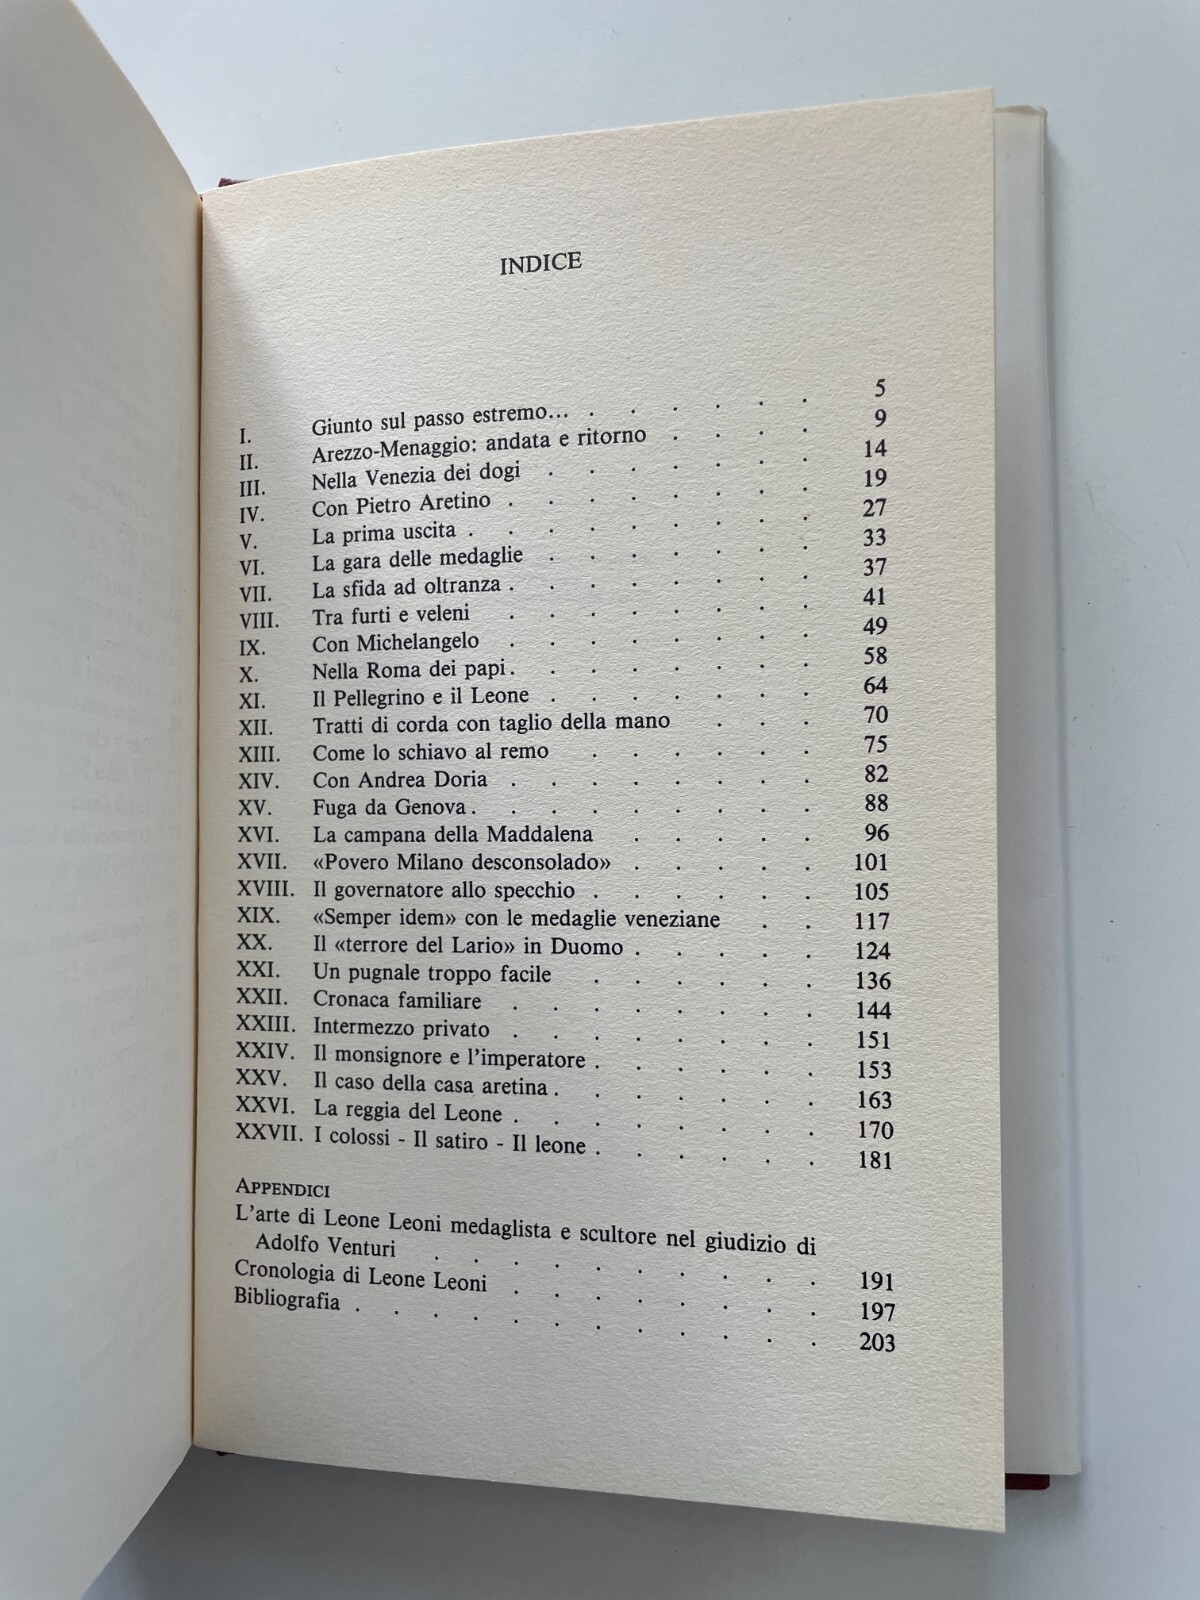 INDICE
I. Giunto sul passo estremo... . . . . . . 5
II. Arezzo-Menaggio: andata e ritorno . . . . 9
III. Nella Venezia dei dogi . . . . . . . 14
IV. Con Pietro Aretino . . . . . . . . 19
V. La prima uscita . . . . . . . . . 27
VI. La gara delle medaglie . . . . . . . 33
VII. La sfida ad oltranza . . . . . . . . 37
VIII. Tra furti e veleni . . . . . . . . 41
IX. Con Michelangelo . . . . . . . . 49
X. Nella Roma dei papi . . . . . . . . 58
XI. Il Pellegrino e il Leone . . . . . . . 64
XII. Tratti di corda con taglio della mano . . . 70
XIII. Come lo schiavo al remo . . . . . . 75
XIV. Con Andrea Doria . . . . . . . . 82
XV. Fuga da Genova . . . . . . . . . 88
XVI. La campana della Maddalena . . . . . 96
XVII. «Povero Milano desconsolado» . . . . . 101
XVIII. Il governatore allo specchio . . . . . . 105
XIX. «Semper idem» con le medaglie veneziane . . 117
XX. Il «terrore del Lario» in Duomo . . . . . 124
XXI. Un pugnale troppo facile . . . . . . 136
XXII. Cronaca familiare . . . . . . . . 144
XXIII. Intermezzo privato . . . . . . . . 151
XXIV. Il monsignore e l'imperatore . . . . . . 153
XXV. Il caso della casa aretina . . . . . . . 163
XXVI. La reggia del Leone . . . . . . . . 170
XXVII. I colossi - Il satiro - Il leone . . . . . . 181
APPENDICI
L'arte di Leone Leoni medaglista e scultore nel giudizio di
Adolfo Venturi . . . . . . . . . . 191
Cronologia di Leone Leoni . . . . . . . . 197
Bibliografia . . . . . . . . . . . . 203